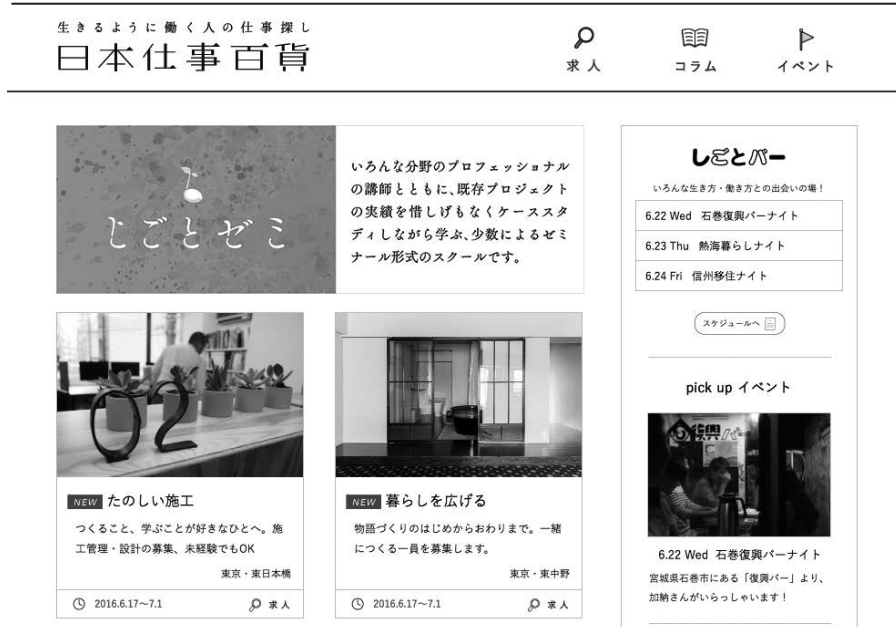 生きるように働く人の仕事探し
日本仕事百貨
求人
コラム
イベント
しごとゼミ
いろんな分野のプロフェッショナル
の講師とともに、既存プロジェクト
の実績を惜しげもなくケーススタ
ディしながら学ぶ、少数によるゼミ
ナール形式のスクールです。
02
NEW たのしい施工
つくること、学ぶことが好きなひとへ。施
工管理・設計の募集、未経験でもOK
東京・東日本橋
2016.6.17〜7.1 求人
NEW 暮らしを広げる
物語づくりのはじめからおわりまで。一緒
につくる一員を募集します。
東京・東中野
2016.6.17〜7.1 求人
しごとバー
いろんな生き方・働き方との出会いの場！
6.22 Wed 石巻復興バーナイト
6.23 Thu 熱海暮らしナイト
6.24 Fri 信州移住ナイト
スケジュールへ
pick up イベント
復興バー
6.22 Wed 石巻復興バーナイト
宮城県石巻市にある「復興バー」より、
加納さんがいらっしゃいます！